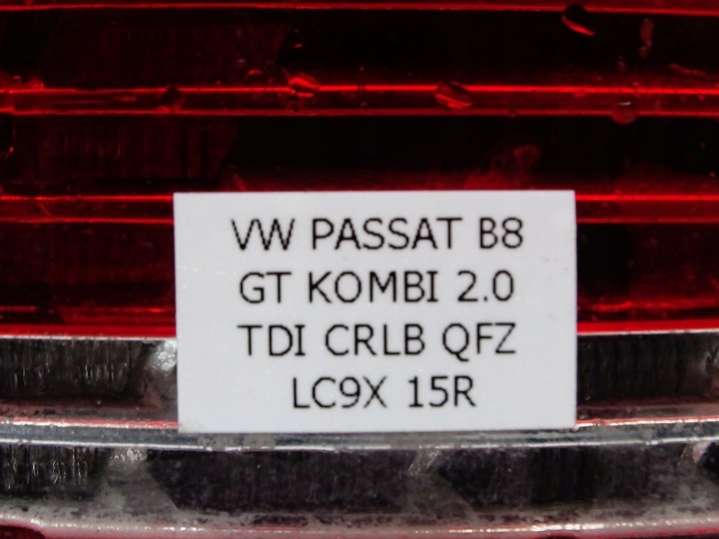 VW PASSAT B8
GT KOMBI 2.0
TDI CRLB QFZ
LC9X 15R